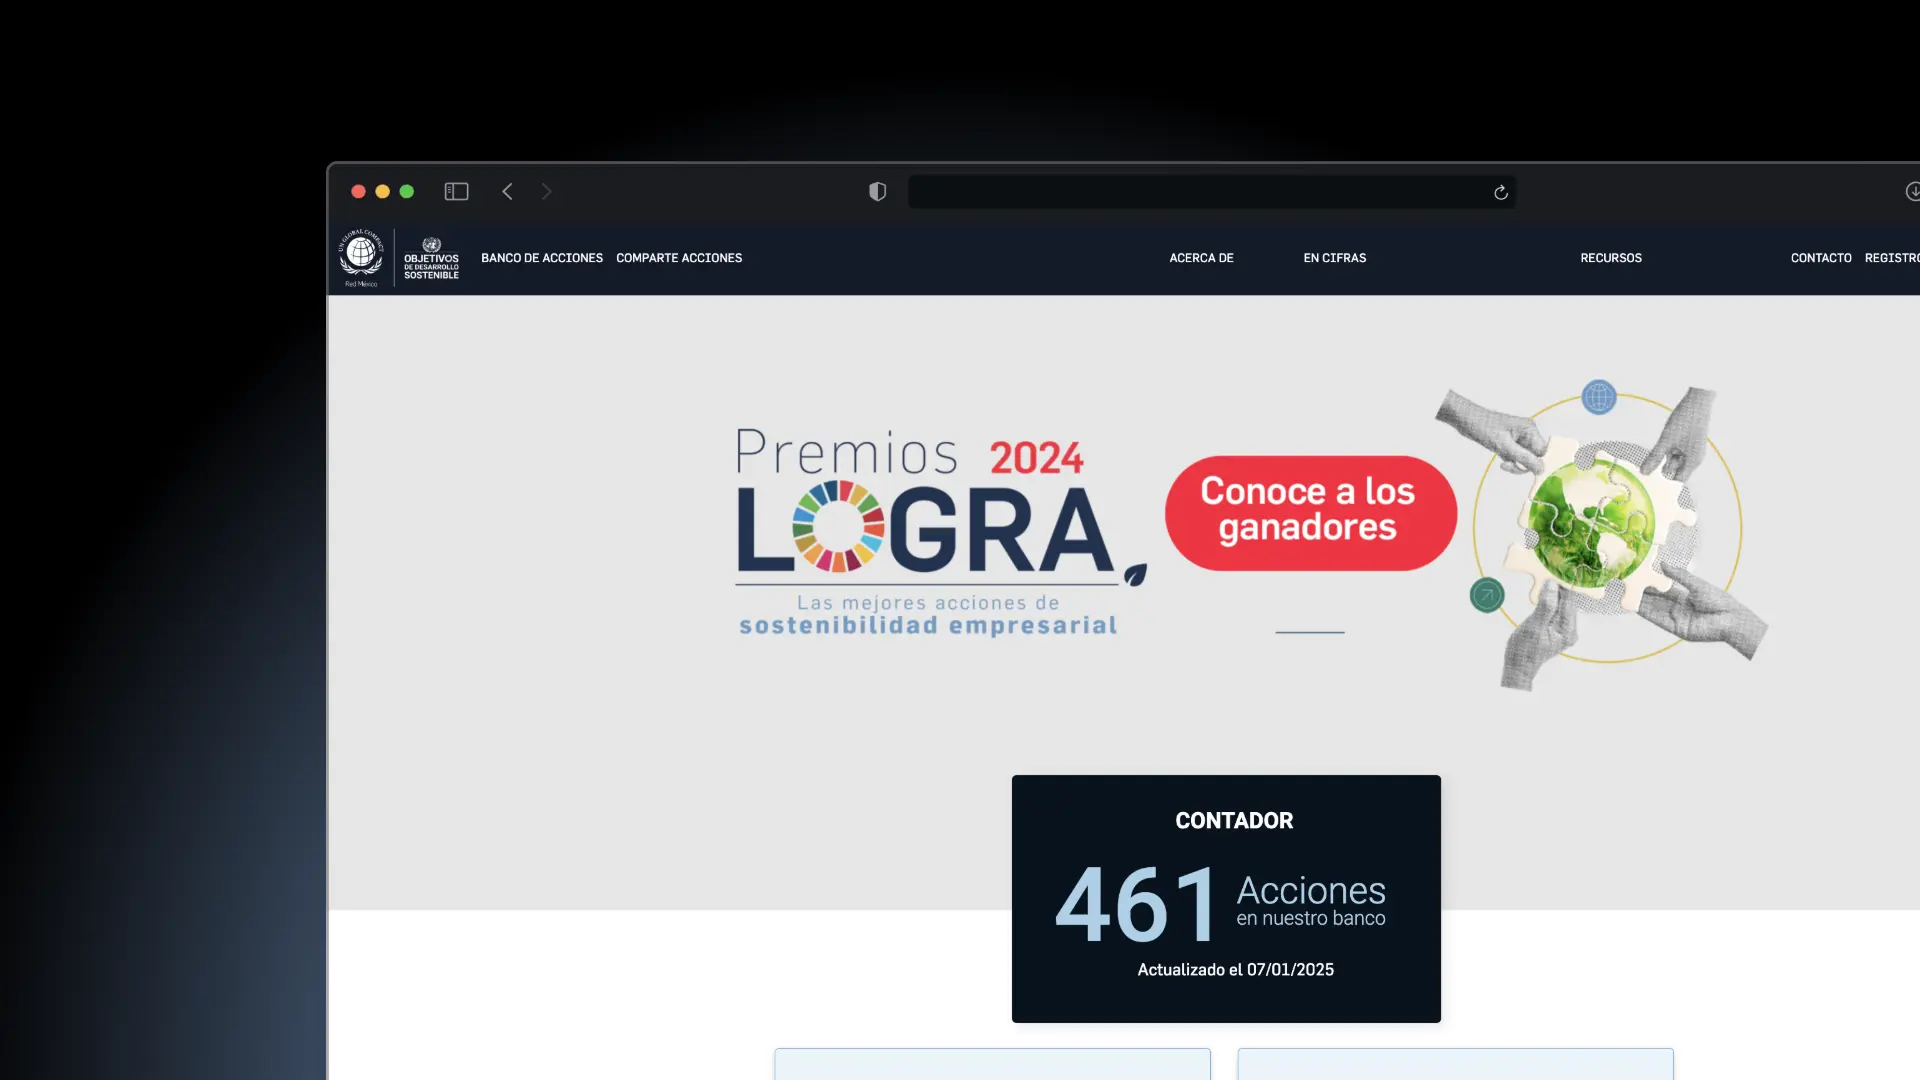 UN GLOBAL COMPACT
Red México
OBJETIVOS
DE DESARROLLO
SOSTENIBLE
BANCO DE ACCIONES
COMPARTE ACCIONES
ACERCA DE
EN CIFRAS
RECURSOS
CONTACTO
REGISTRO
Premios 2024
LOGRA
Las mejores acciones de
sostenibilidad empresarial
Conoce a los
ganadores
CONTADOR
461 Acciones
en nuestro banco
Actualizado el 07/01/2025